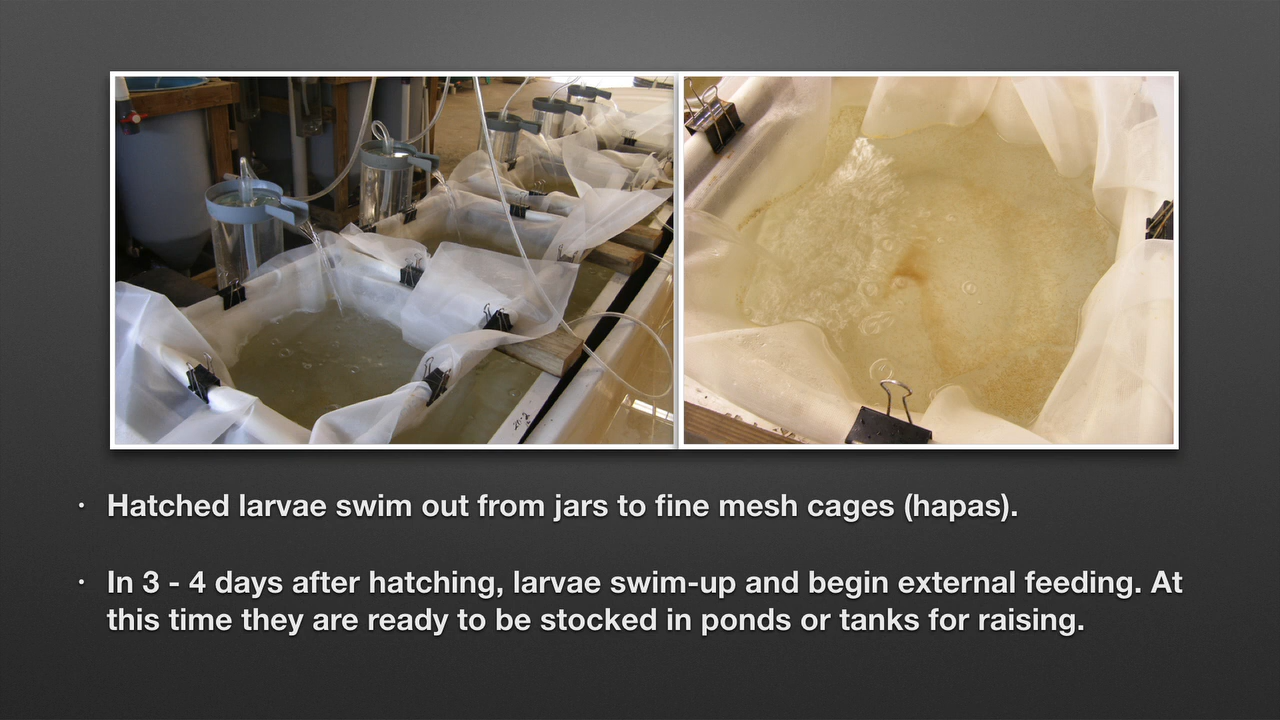 · Hatched larvae swim out from jars to fine mesh cages (hapas).
· In 3 - 4 days after hatching, larvae swim-up and begin external feeding. At
this time they are ready to be stocked in ponds or tanks for raising.